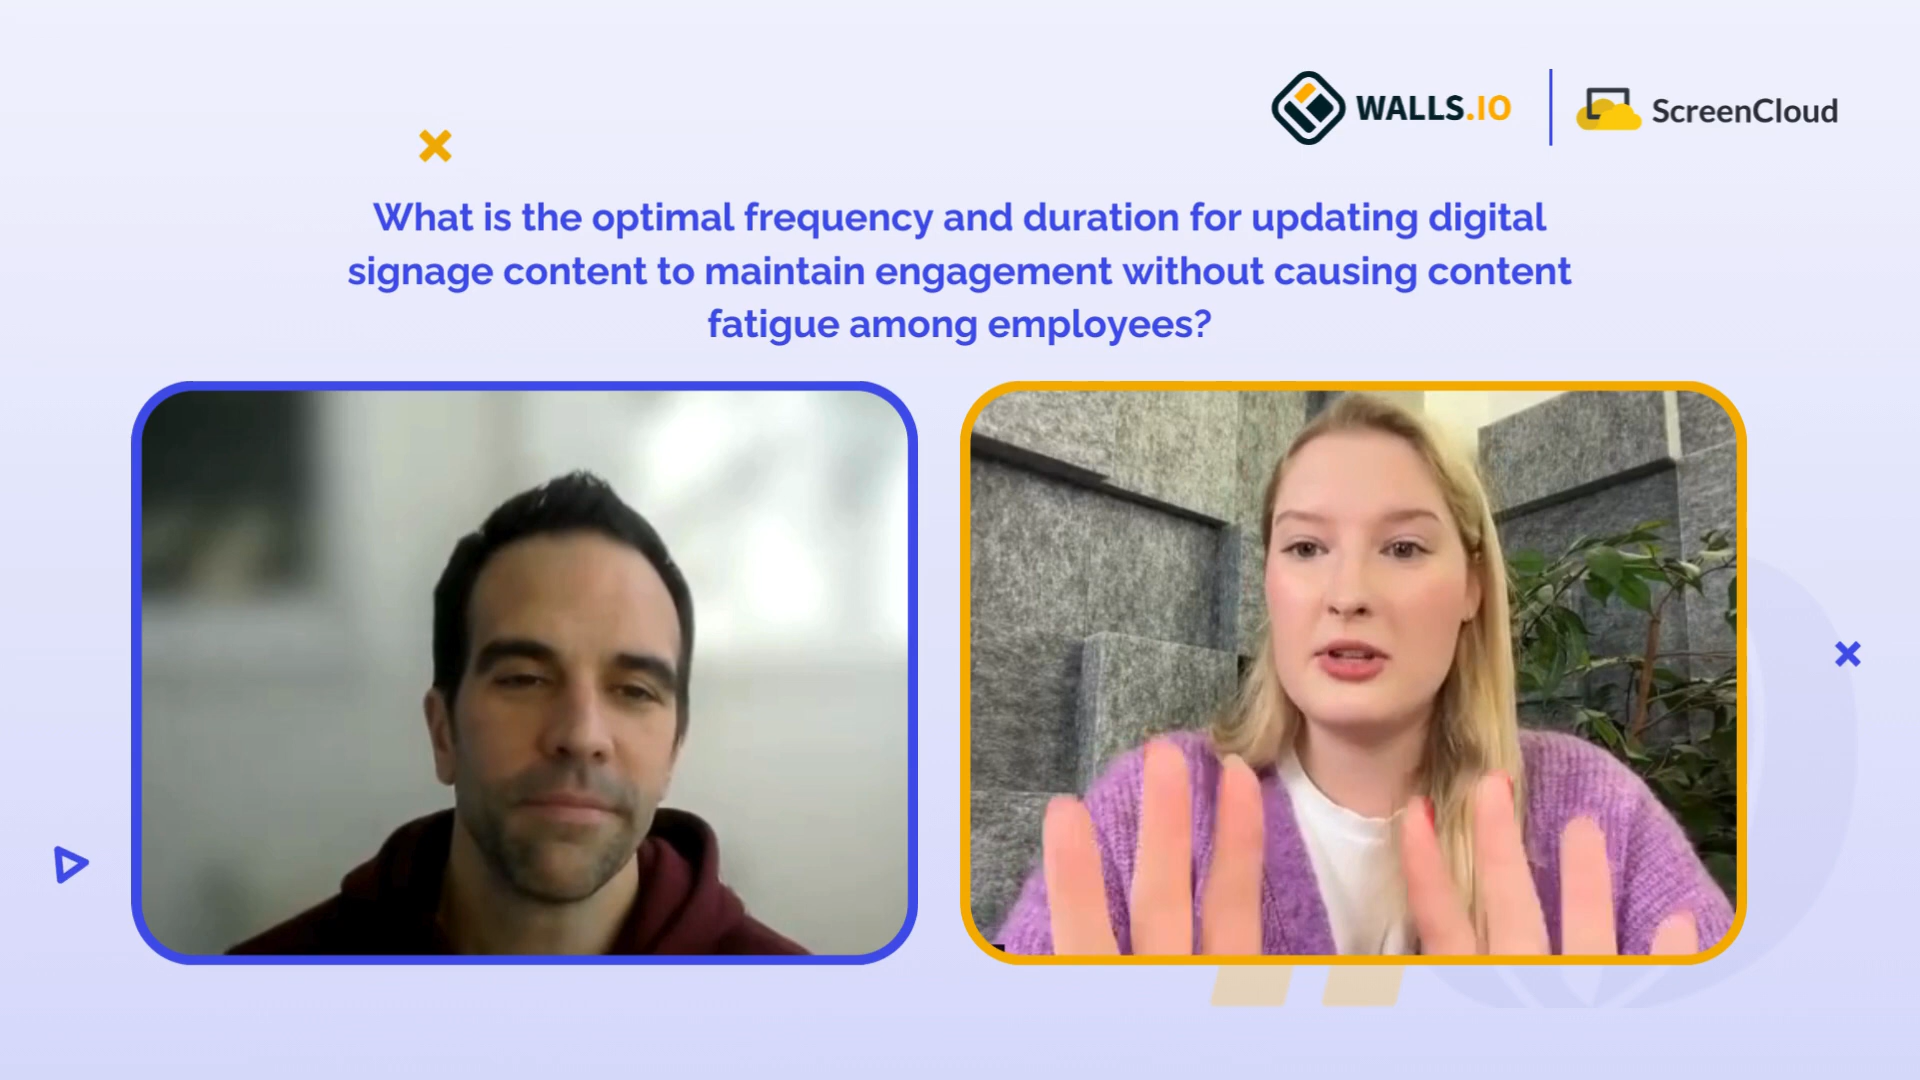 WALLS.IO
ScreenCloud
What is the optimal frequency and duration for updating digital
signage content to maintain engagement without causing content
fatigue among employees?